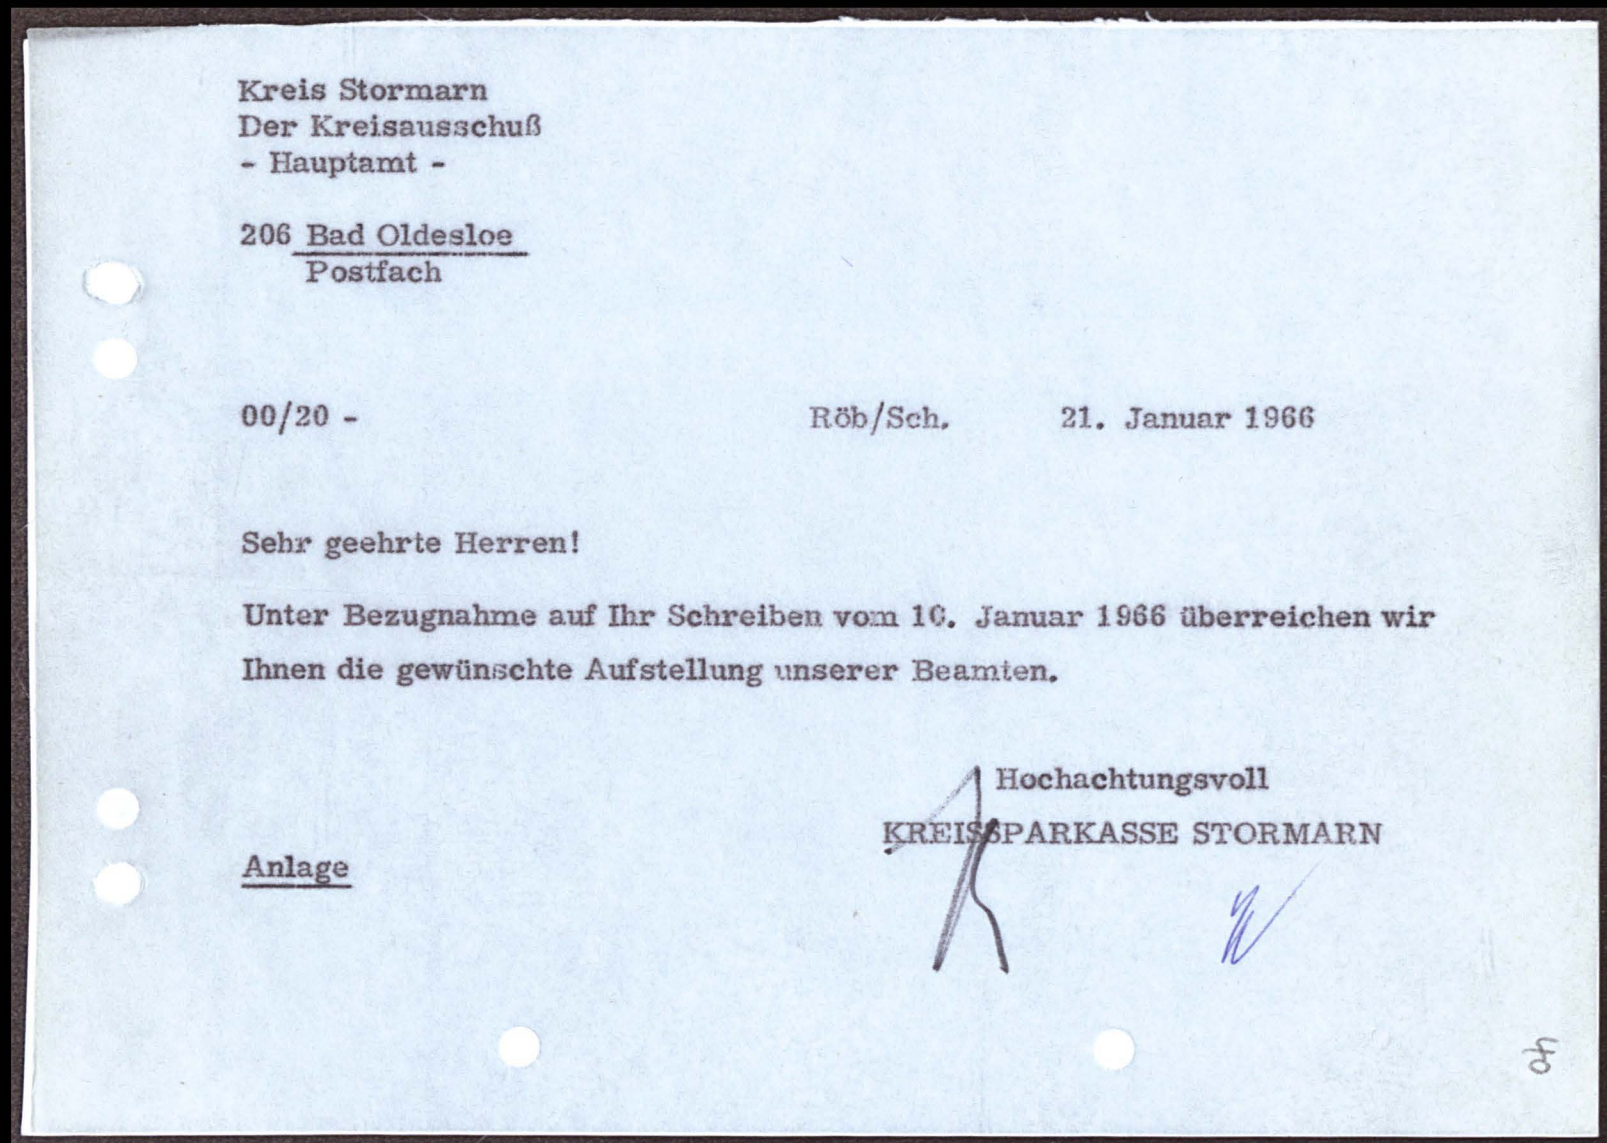 Kreis Stormarn
Der Kreisausschuß
- Hauptamt -
206 Bad Oldesloe
Postfach
00/20 - Röb/Sch. 21. Januar 1966
Sehr geehrte Herren!
Unter Bezugnahme auf Ihr Schreiben vom 10. Januar 1966 überreichen wir
Ihnen die gewünschte Aufstellung unserer Beamten.
Hochachtungsvoll
KREISSPARKASSE STORMARN
Anlage